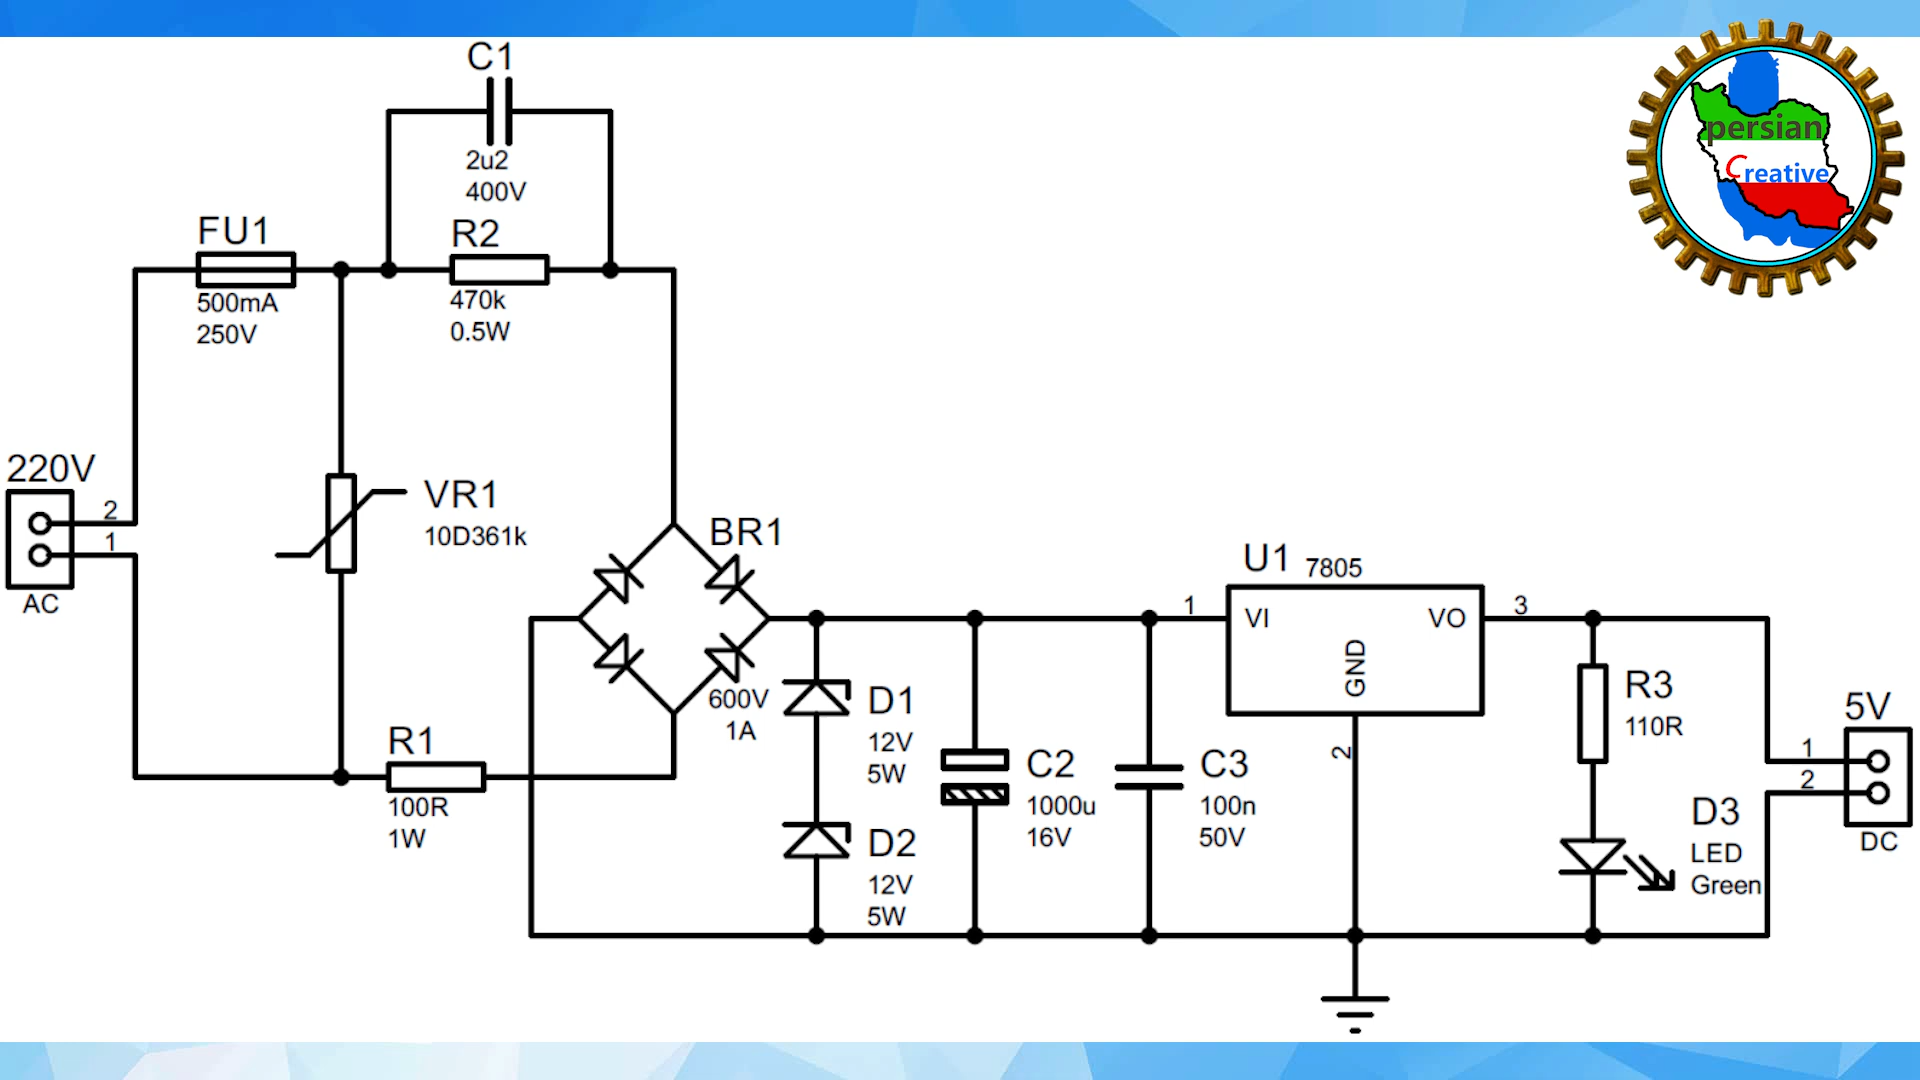 C1
2u2
400V
FU1
500mA
250V
R2
470k
0.5W
220V
2
1
AC
VR1
10D361k
BR1
600V
1A
R1
100R
1W
D1
12V
5W
D2
12V
5W
C2
1000u
16V
C3
100n
50V
U1 7805
1
VI
VO
3
GND
2
R3
110R
D3
LED
Green
5V
1
2
DC
persian
Creative